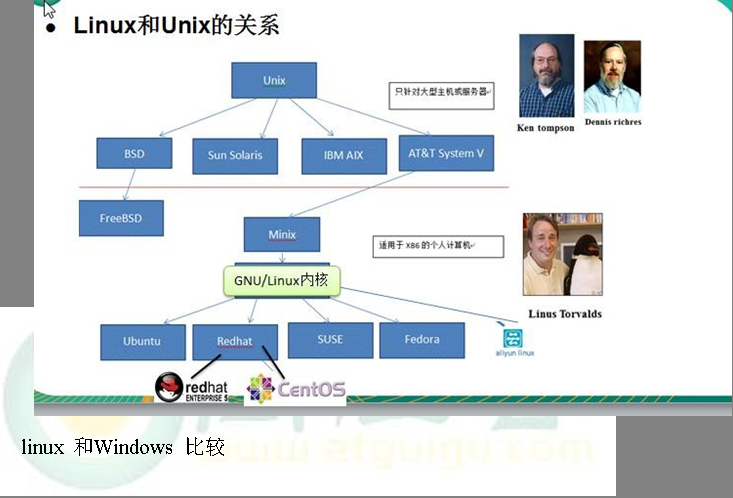 Linux和Unix的关系
Unix
只针对大型主机或服务器
Ken tompson
Dennis richres
BSD
Sun Solaris
IBM AIX
AT&T System V
FreeBSD
Minix
适用于 X86 的个人计算机
GNU/Linux内核
Linus Torvalds
Ubuntu
Redhat
SUSE
Fedora
aliyun linux
redhat
ENTERPRISE 5
CentOS
linux 和Windows 比较
www.atguigu.com